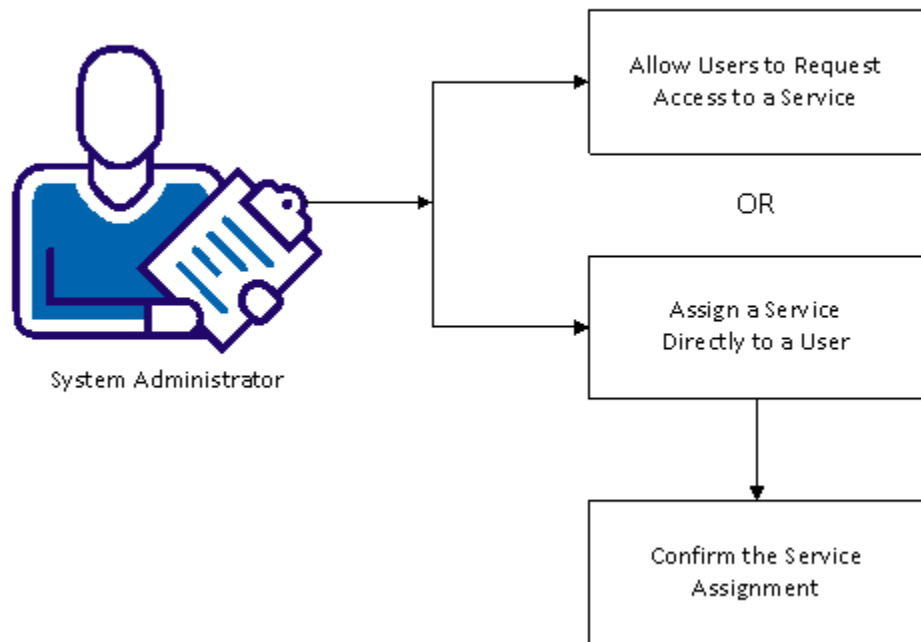 Allow Users to Request
Access to a Service
OR
Assign a Service
Directly to a User
System Administrator
Confirm the Service
Assignment